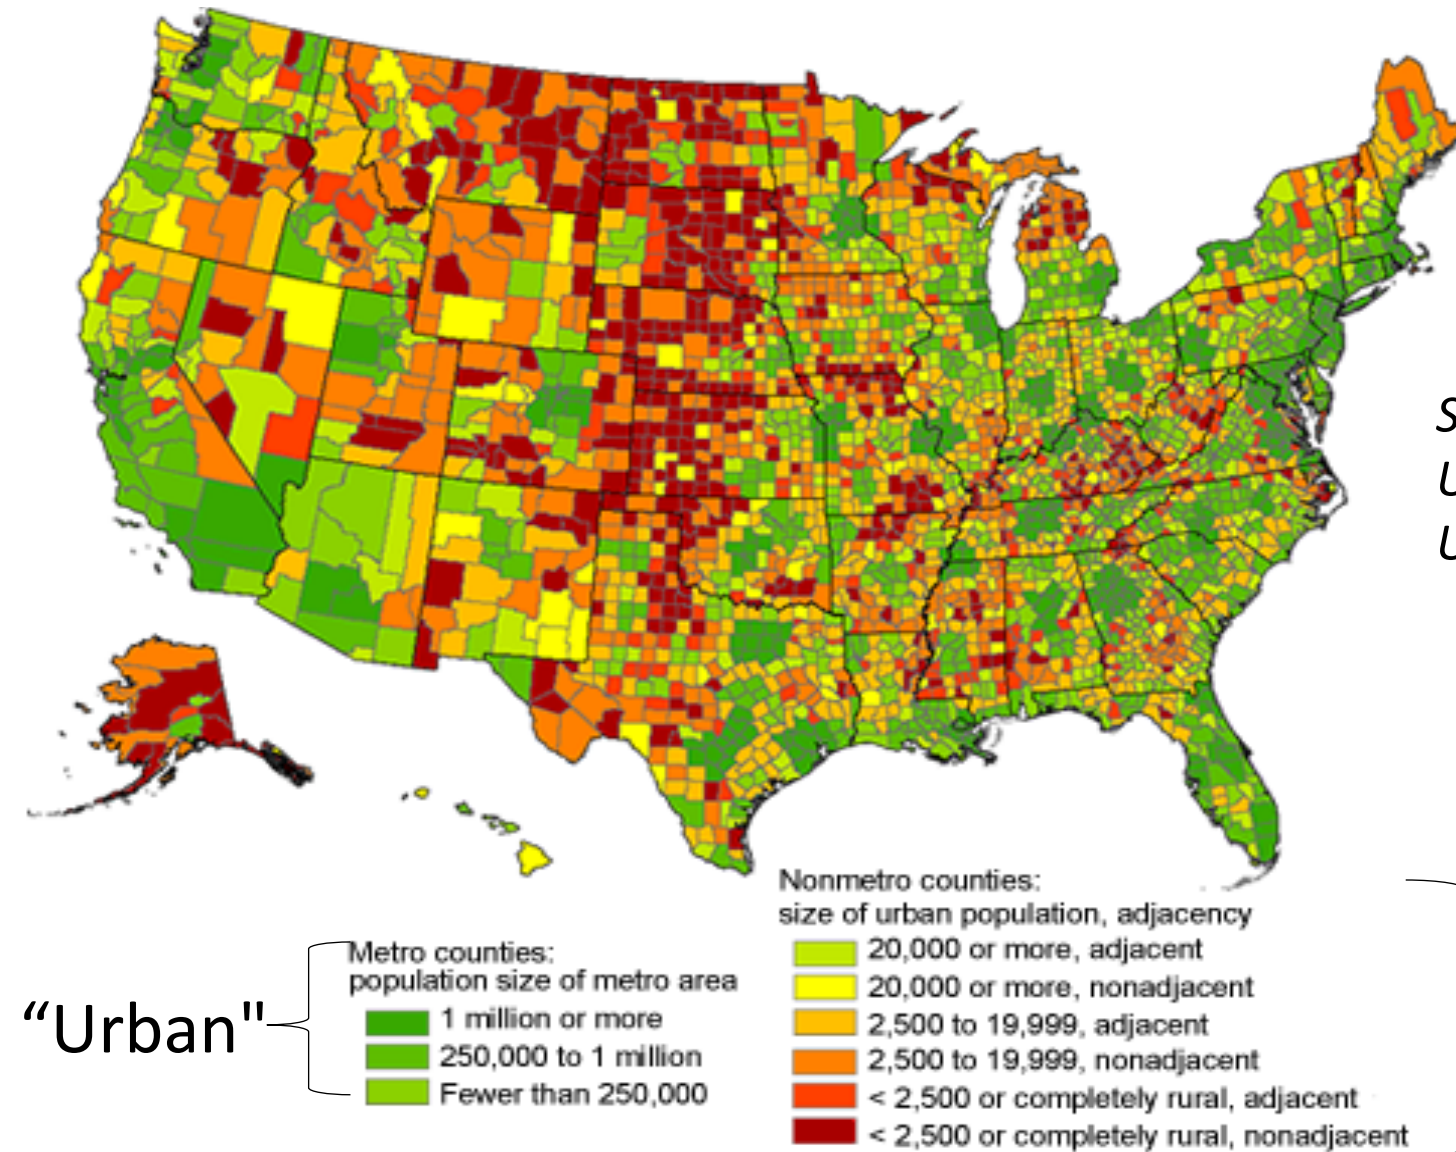 S
U
U
Nonmetro counties:
size of urban population, adjacency
20,000 or more, adjacent
20,000 or more, nonadjacent
2,500 to 19,999, adjacent
2,500 to 19,999, nonadjacent
< 2,500 or completely rural, adjacent
< 2,500 or completely rural, nonadjacent
“Urban"
Metro counties:
population size of metro area
1 million or more
250,000 to 1 million
Fewer than 250,000